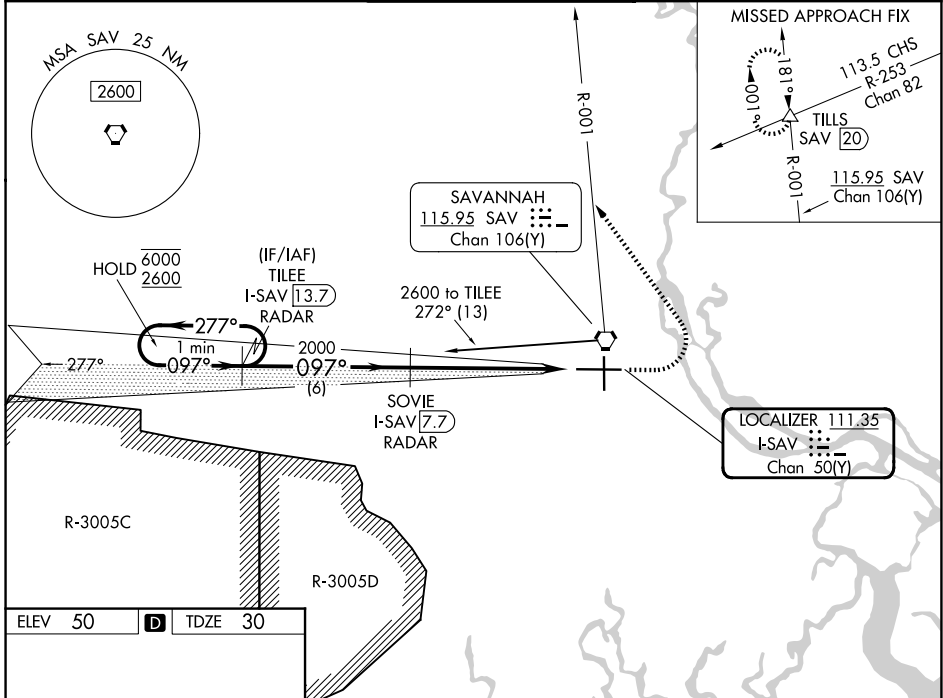 MSA SAV 25 NM
2600
MISSED APPROACH FIX
181°
001°
113.5 CHS
R-253
Chan 82
TILLS
SAV 20
R-001
115.95 SAV
Chan 106(Y)
R-001
SAVANNAH
115.95 SAV
Chan 106(Y)
HOLD 6000
2600
(IF/IAF)
TILEE
I-SAV 13.7
RADAR
2600 to TILEE
272° (13)
277°
1 min
097°
277°
2000
097°
(6)
SOVIE
I-SAV 7.7
RADAR
LOCALIZER 111.35
I-SAV
Chan 50(Y)
R-3005C
R-3005D
ELEV 50 D TDZE 30